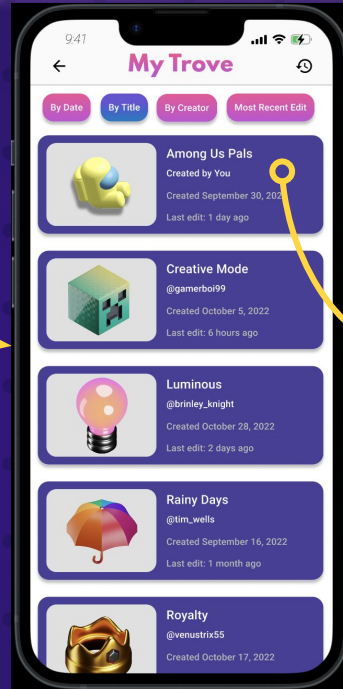 9:41
My Trove
By Date By Title By Creator Most Recent Edit
Among Us Pals
Created by You
Created September 30, 2022
Last edit: 1 day ago
Creative Mode
@gamerboi99
Created October 5, 2022
Last edit: 6 hours ago
Luminous
@brinley_knight
Created October 28, 2022
Last edit: 2 days ago
Rainy Days
@tim_wells
Created September 16, 2022
Last edit: 1 month ago
Royalty
@venustrix55
Created October 17, 2022